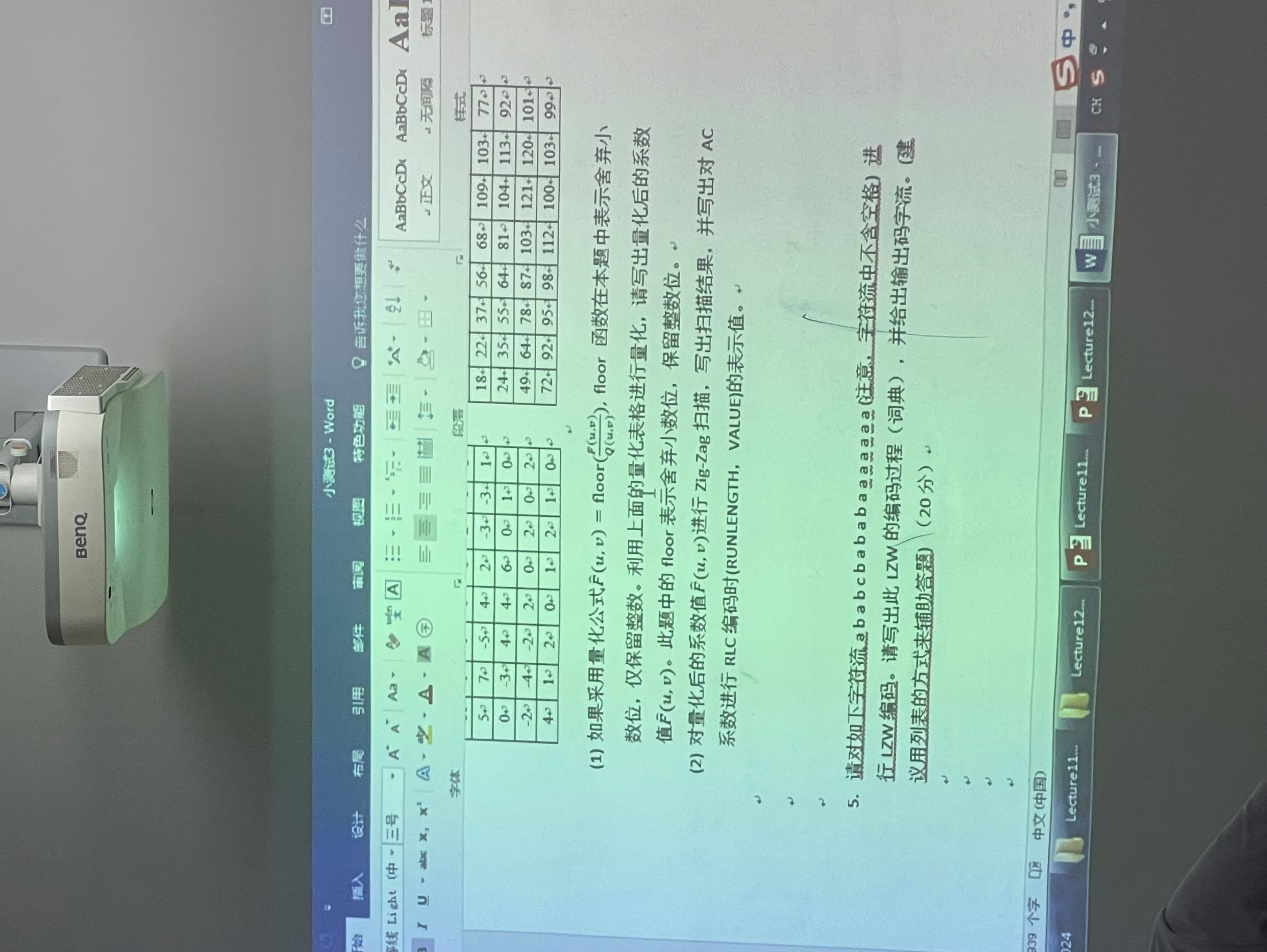 BenQ
小测试3 - Word
插入 设计 布局 引用 邮件 审阅 视图 特色功能 告诉我您想要做什么
三号 A A Aa A
B I U abc x₂ x² A A A
AaBbCcDd AaBbCcDd AaB
正文 无间隔 标题 1
字体 段落 样式
5 7 -5 4 2 -3 -3 1
0 -3 4 4 6 0 1 0
-2 -4 -2 2 0 2 0 2
4 1 2 0 1 2 1 0
18 22 37 56 68 109 103 77
24 35 55 64 81 104 113 92
49 64 78 87 103 121 120 101
72 92 95 98 112 100 103 99
(1) 如果采用量化公式F̂(u, v) = floor(F(u,v)/Q(u,v)), floor 函数在本题中表示舍弃小
数位，仅保留整数。利用上面的量化表格进行量化，请写出量化后的系数
值F̂(u, v)。此题中的 floor 表示舍弃小数位，保留整数位。
(2) 对量化后的系数值F̂(u, v)进行 Zig-Zag 扫描，写出扫描结果，并写出对 AC
系数进行 RLC 编码时(RUNLENGTH，VALUE)的表示值。
5. 请对如下字符流 a b a b c b a b a b a a a a a a a（注意，字符流中不含空格）进
行 LZW 编码。请写出此 LZW 的编码过程（词典），并给出输出码字流。（建
议用列表的方式来辅助答题）（20 分）
939 个字 中文(中国)
Lecture11... Lecture12... Lecture11... Lecture12... 小测试3 - ... CH
中